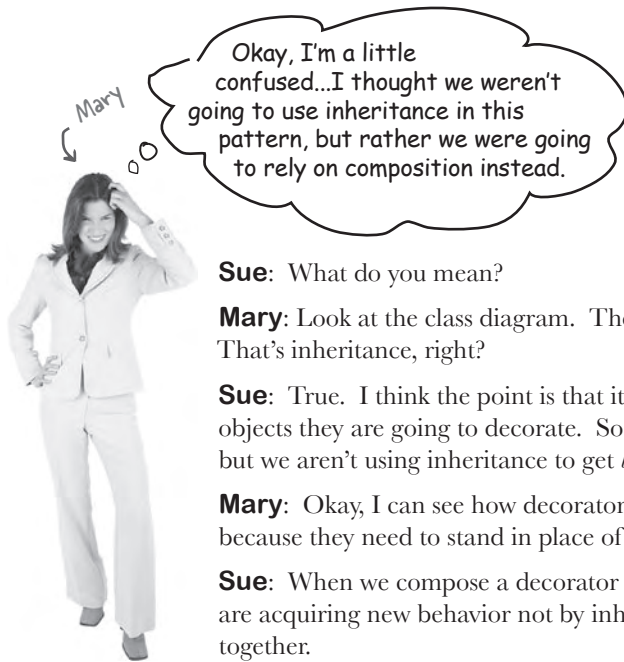 Okay, I'm a little
confused...I thought we weren't
going to use inheritance in this
pattern, but rather we were going
to rely on composition instead.
Mary
Sue: What do you mean?
Mary: Look at the class diagram. The
That's inheritance, right?
Sue: True. I think the point is that it
objects they are going to decorate. So
but we aren't using inheritance to get
Mary: Okay, I can see how decorator
because they need to stand in place of
Sue: When we compose a decorator
are acquiring new behavior not by inh
together.